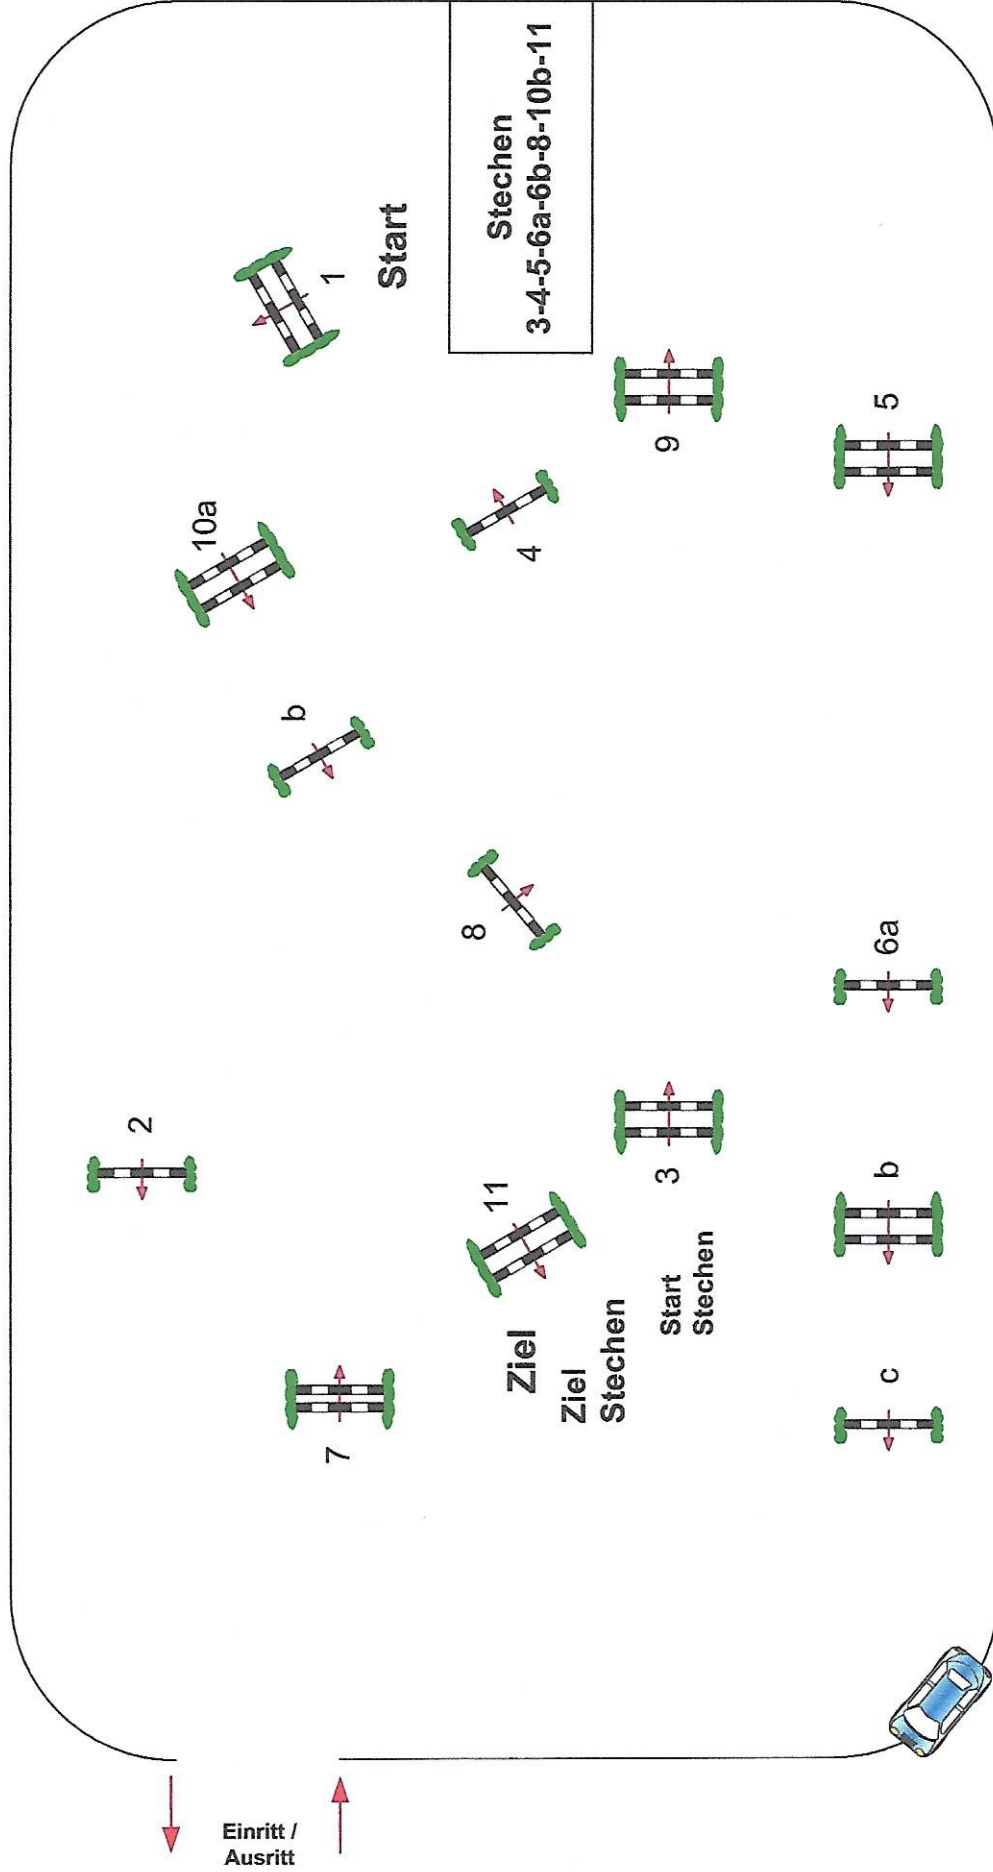 Stechen
3-4-5-6a-6b-8-10b-11
1
Start
10a
4
9
5
b
8
6a
2
11
3
b
Start
Stechen
Ziel
Ziel
Stechen
7
c
Einritt /
Ausritt